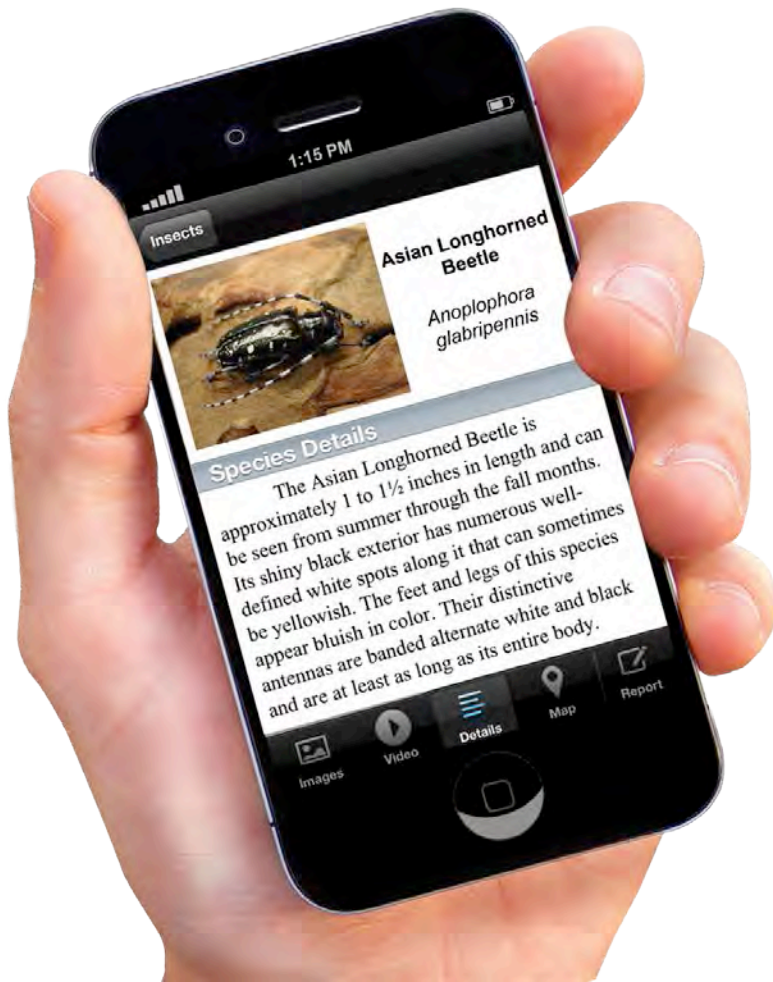 1:15 PM
Insects
Asian Longhorned
Beetle
Anoplophora
glabripennis
Species Details
The Asian Longhorned Beetle is
approximately 1 to 1½ inches in length and can
be seen from summer through the fall months.
Its shiny black exterior has numerous well-
defined white spots along it that can sometimes
be yellowish. The feet and legs of this species
appear bluish in color. Their distinctive
antennas are banded alternate white and black
and are at least as long as its entire body.
Images
Video
Details
Map
Report